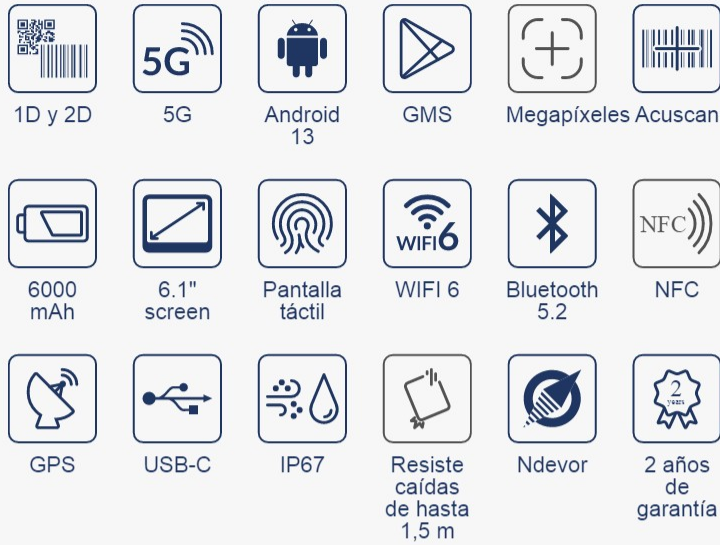 5G
1D y 2D
5G
Android
13
GMS
Megapíxeles
Acuscan
WIFI6
NFC
6000
mAh
6.1"
screen
Pantalla
táctil
WIFI 6
Bluetooth
5.2
NFC
2
years
GPS
USB-C
IP67
Resiste
caídas
de hasta
1,5 m
Ndevor
2 años
de
garantía